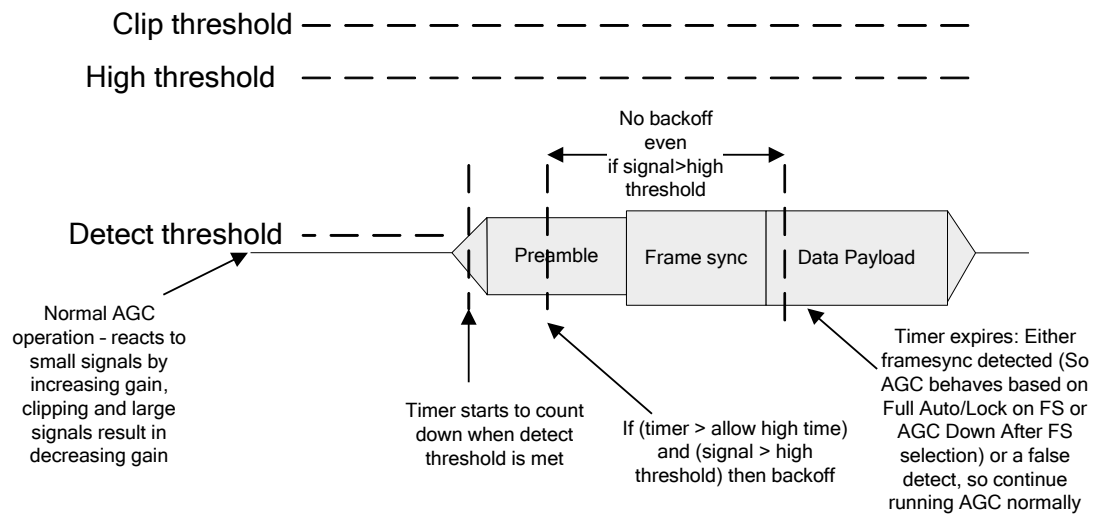 Clip threshold
High threshold
No backoff
even
if signal>high
threshold
Detect threshold
Preamble
Frame sync
Data Payload
Normal AGC
operation - reacts to
small signals by
increasing gain,
clipping and large
signals result in
decreasing gain
Timer starts to count
down when detect
threshold is met
If (timer > allow high time)
and (signal > high
threshold) then backoff
Timer expires: Either
framesync detected (So
AGC behaves based on
Full Auto/Lock on FS or
AGC Down After FS
selection) or a false
detect, so continue
running AGC normally